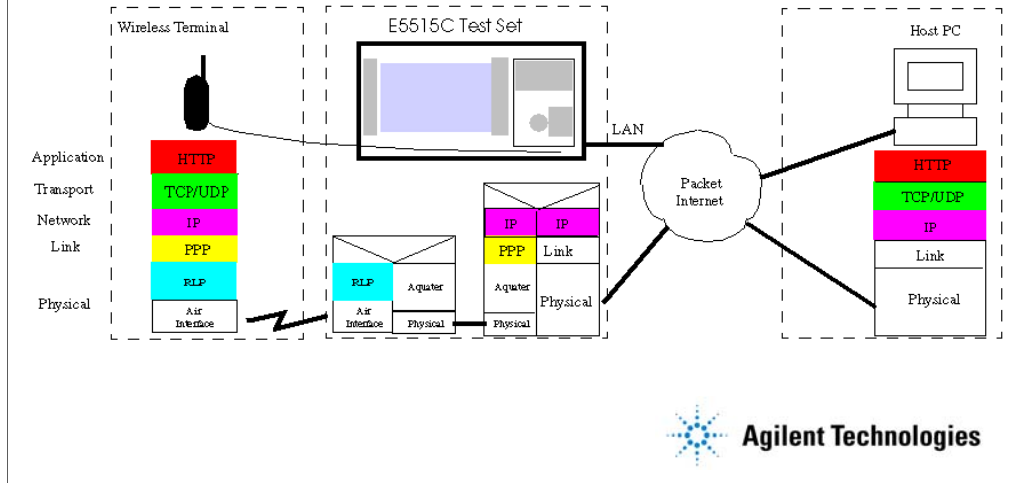 Wireless Terminal
E5515C Test Set
Host PC
LAN
Application
HTTP
Transport
TCP/UDP
Network
IP
Link
PPP
RLP
Physical
Air
Interface
RLP
Aquater
Air
Interface
Physical
IP
IP
PPP
Link
Aquater
Physical
Physical
Packet
Internet
HTTP
TCP/UDP
IP
Link
Physical
Agilent Technologies